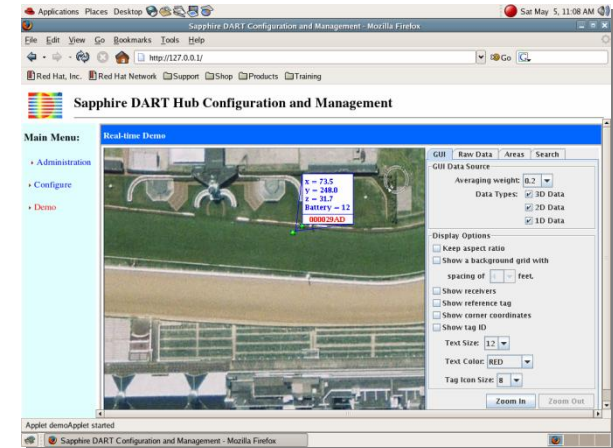 Applications Places Desktop
Sat May 5, 11:08 AM
Sapphire DART Configuration and Management - Mozilla Firefox
File Edit View Go Bookmarks Tools Help
http://127.0.0.1/
Go
Red Hat, Inc. Red Hat Network Support Shop Products Training
Sapphire DART Hub Configuration and Management
Main Menu:
Administration
Configure
Demo
Real-time Demo
x = 73.5
y = 248.0
z = 31.7
Battery = 12
000029AD
GUI Raw Data Areas Search
GUI Data Source
Averaging weight: 0.2
Data Types: 3D Data
2D Data
1D Data
Display Options
Keep aspect ratio
Show a background grid with
spacing of feet.
Show receivers
Show reference tag
Show corner coordinates
Show tag ID
Text Size: 12
Text Color: RED
Tag Icon Size: 8
Zoom In Zoom Out
Applet demoApplet started
Sapphire DART Configuration and Management - Mozilla Firefox